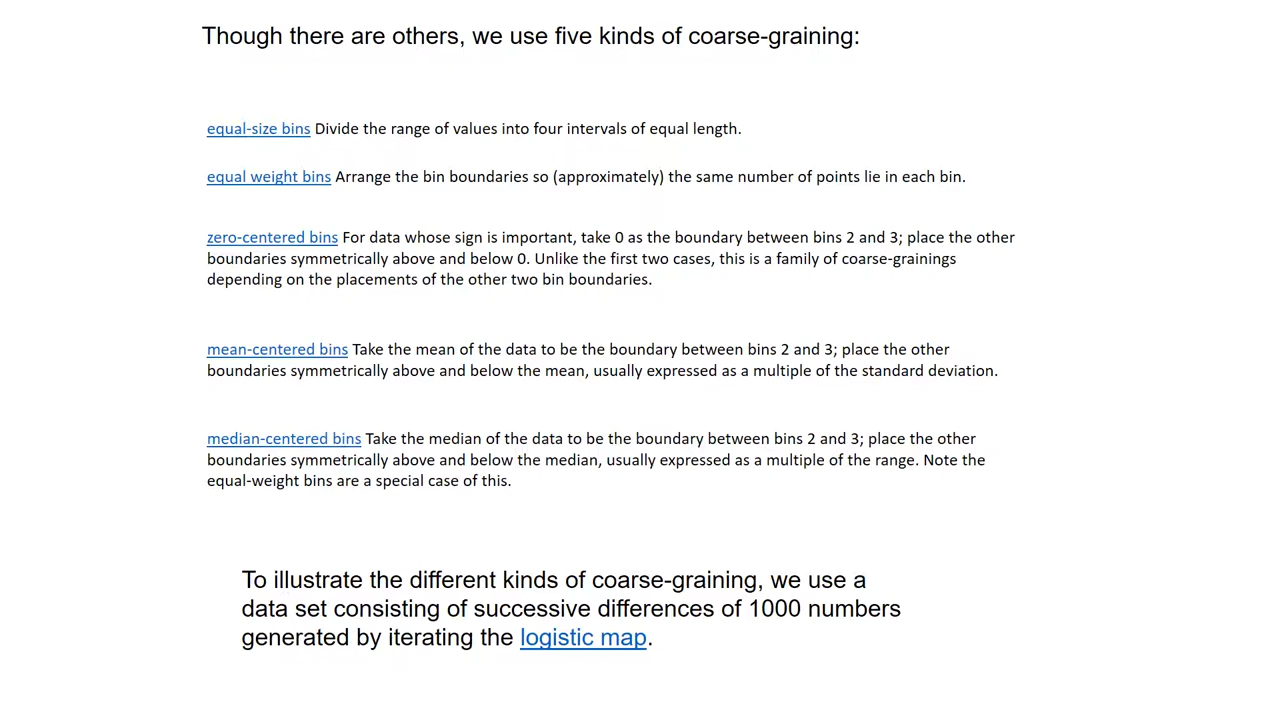 Though there are others, we use five kinds of coarse-graining:
equal-size bins Divide the range of values into four intervals of equal length.
equal weight bins Arrange the bin boundaries so (approximately) the same number of points lie in each bin.
zero-centered bins For data whose sign is important, take 0 as the boundary between bins 2 and 3; place the other
boundaries symmetrically above and below 0. Unlike the first two cases, this is a family of coarse-grainings
depending on the placements of the other two bin boundaries.
mean-centered bins Take the mean of the data to be the boundary between bins 2 and 3; place the other
boundaries symmetrically above and below the mean, usually expressed as a multiple of the standard deviation.
median-centered bins Take the median of the data to be the boundary between bins 2 and 3; place the other
boundaries symmetrically above and below the median, usually expressed as a multiple of the range. Note the
equal-weight bins are a special case of this.
To illustrate the different kinds of coarse-graining, we use a
data set consisting of successive differences of 1000 numbers
generated by iterating the logistic map.